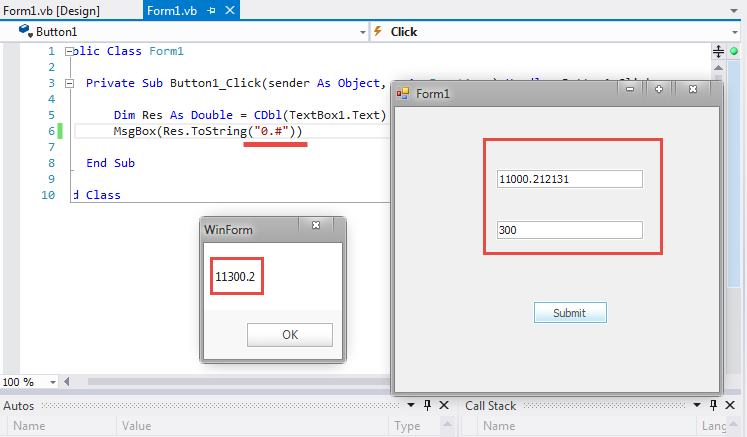 Form1.vb [Design]
Form1.vb
Button1
Click
1 blic Class Form1
2
3 Private Sub Button1_Click(sender As Object,
4
5 Dim Res As Double = CDbl(TextBox1.Text)
6 MsgBox(Res.ToString("0.#"))
7
8 End Sub
9
10 d Class
Form1
11000.212131
300
Submit
WinForm
11300.2
OK
100 %
Autos
Call Stack
Name Value Type
Name Lang